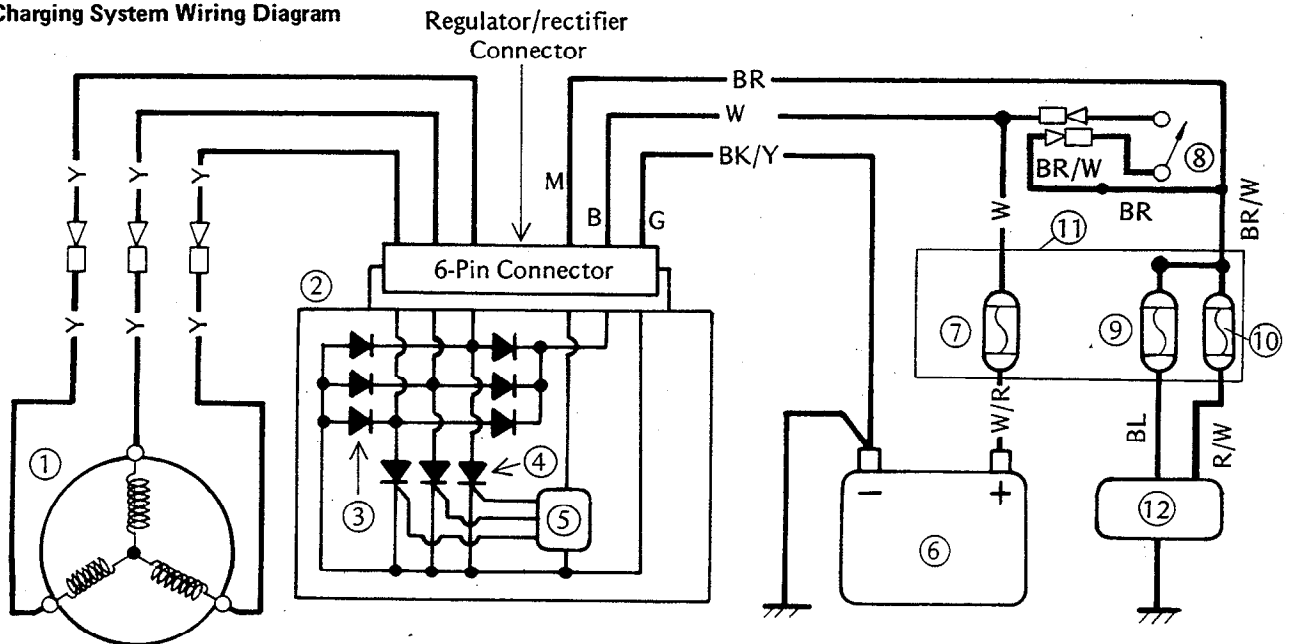 Charging System Wiring Diagram
Regulator/rectifier
Connector
BR
W
BK/Y
Y
Y
Y
M
B
G
BR/W
BR
W
BR/W
8
11
6-Pin Connector
2
7
9
10
Y
Y
Y
W/R
BL
R/W
1
3
4
5
−
+
6
12